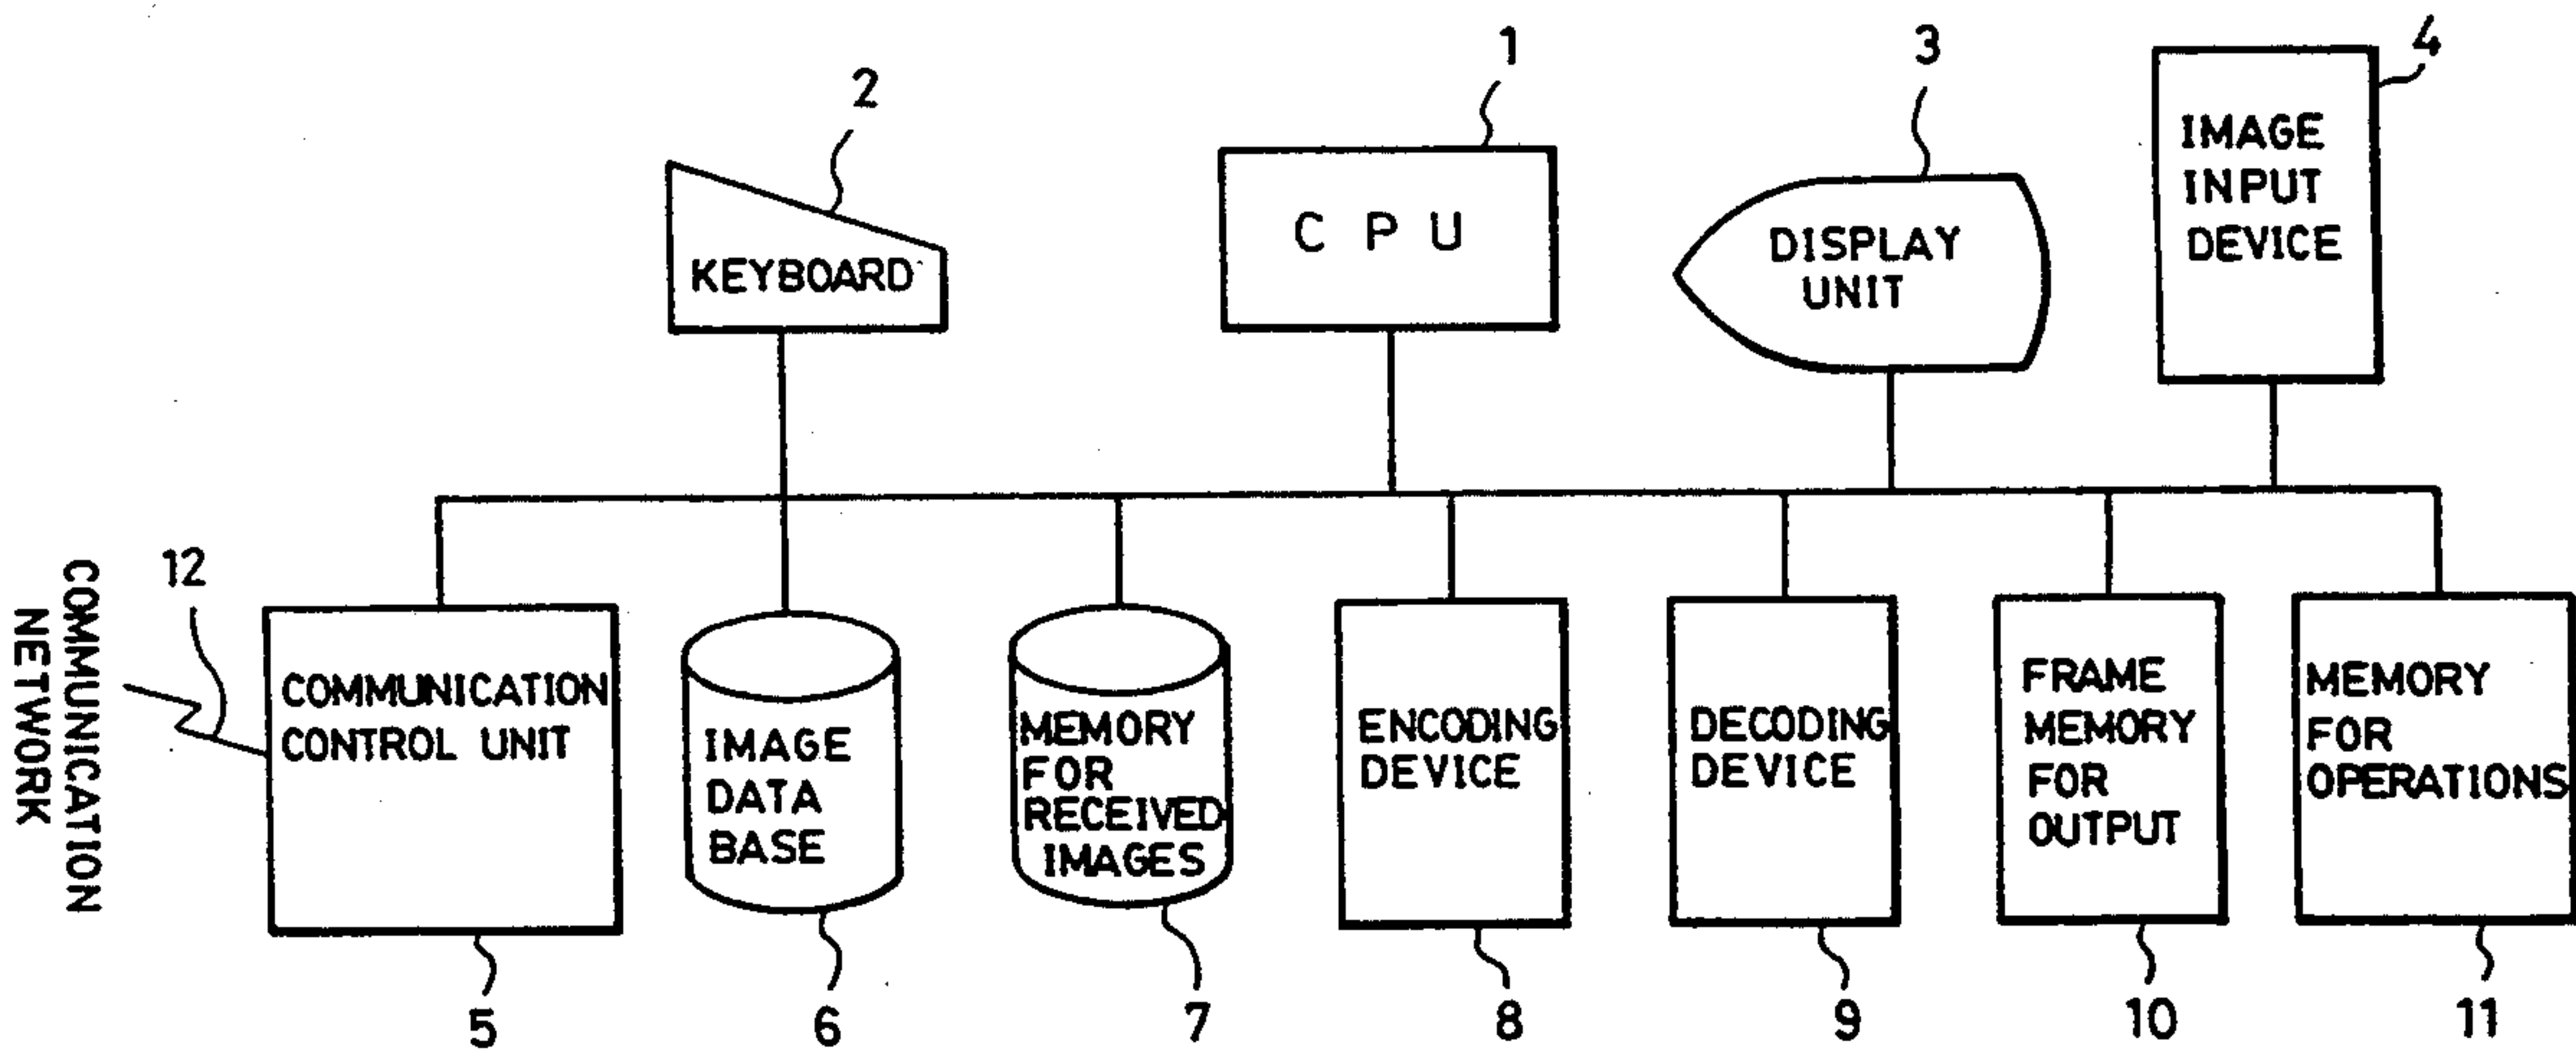 1
2
3
4
KEYBOARD
C P U
DISPLAY
UNIT
IMAGE
INPUT
DEVICE
COMMUNICATION
NETWORK
12
COMMUNICATION
CONTROL UNIT
IMAGE
DATA
BASE
MEMORY
FOR
RECEIVED
IMAGES
ENCODING
DEVICE
DECODING
DEVICE
FRAME
MEMORY
FOR
OUTPUT
MEMORY
FOR
OPERATIONS
5
6
7
8
9
10
11